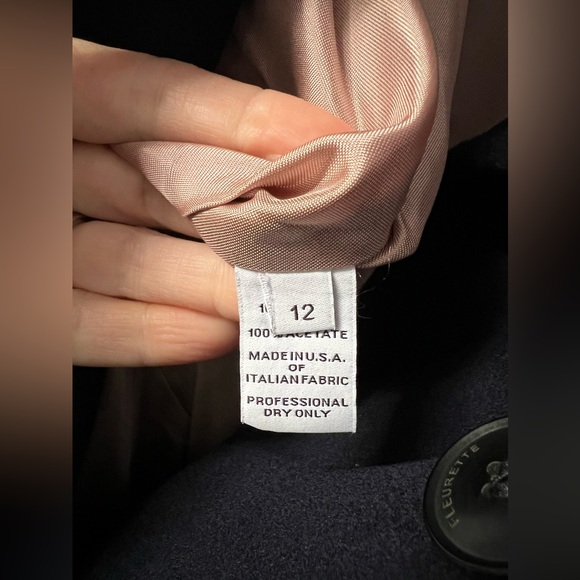 12
100% ACETATE
MADE IN U.S.A.
OF
ITALIAN FABRIC
PROFESSIONAL
DRY ONLY
FLEURETTE